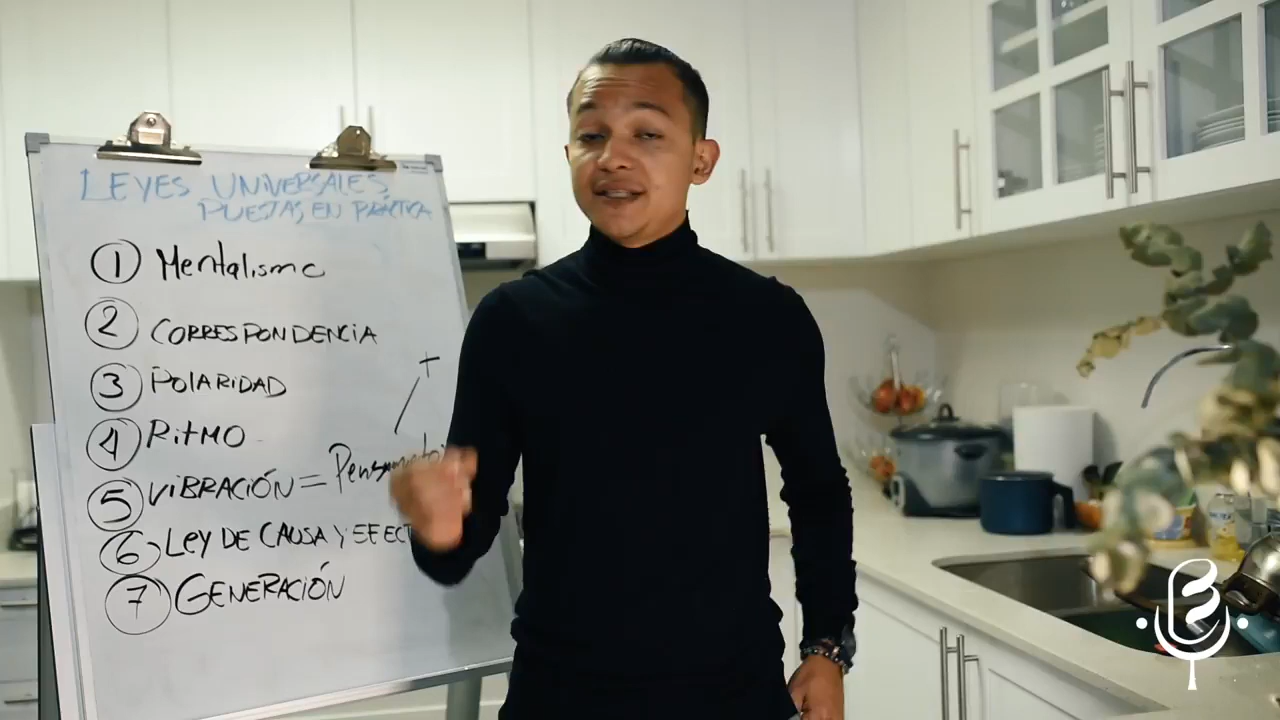 LEYES UNIVERSALES
PUESTAS EN PRÁCTICA
1 Mentalismo
2 CORRESPONDENCIA
3 POLARIDAD
4 RITMO
+
5 VIBRACIÓN =
6 LEY DE CAUSA Y EFECT
7 GENERACIÓN